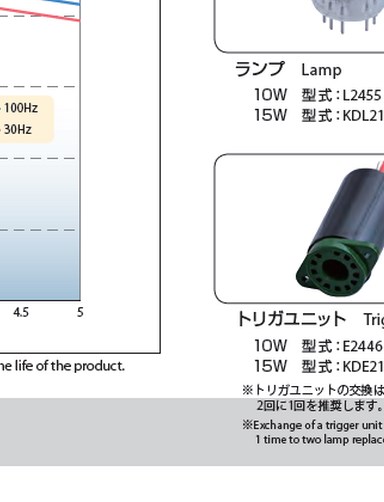 100Hz
30Hz
4.5 5
life of the product.
ランプ Lamp
10W 型式：L2455
15W 型式：KDL21
トリガユニット
10W 型式：E2446
15W 型式：KDE21
※トリガユニットの交換は
2回に1回を推奨します。
※Exchange of a trigger unit
1 time to two lamp